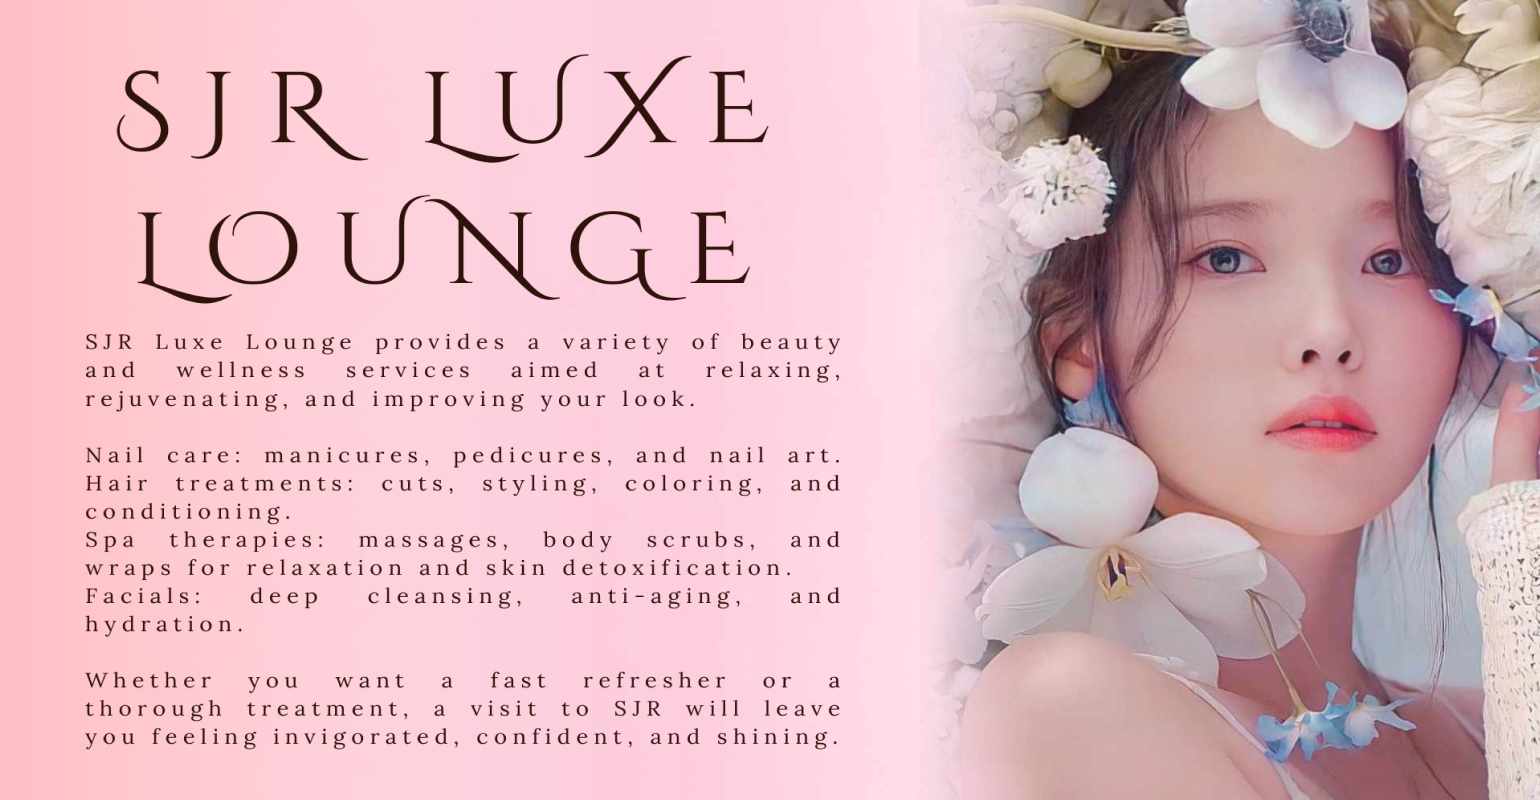 SJR LUXE
LOUNGE
SJR Luxe Lounge provides a variety of beauty
and wellness services aimed at relaxing,
rejuvenating, and improving your look.
Nail care: manicures, pedicures, and nail art.
Hair treatments: cuts, styling, coloring, and
conditioning.
Spa therapies: massages, body scrubs, and
wraps for relaxation and skin detoxification.
Facials: deep cleansing, anti-aging, and
hydration.
Whether you want a fast refresher or a
thorough treatment, a visit to SJR will leave
you feeling invigorated, confident, and shining.